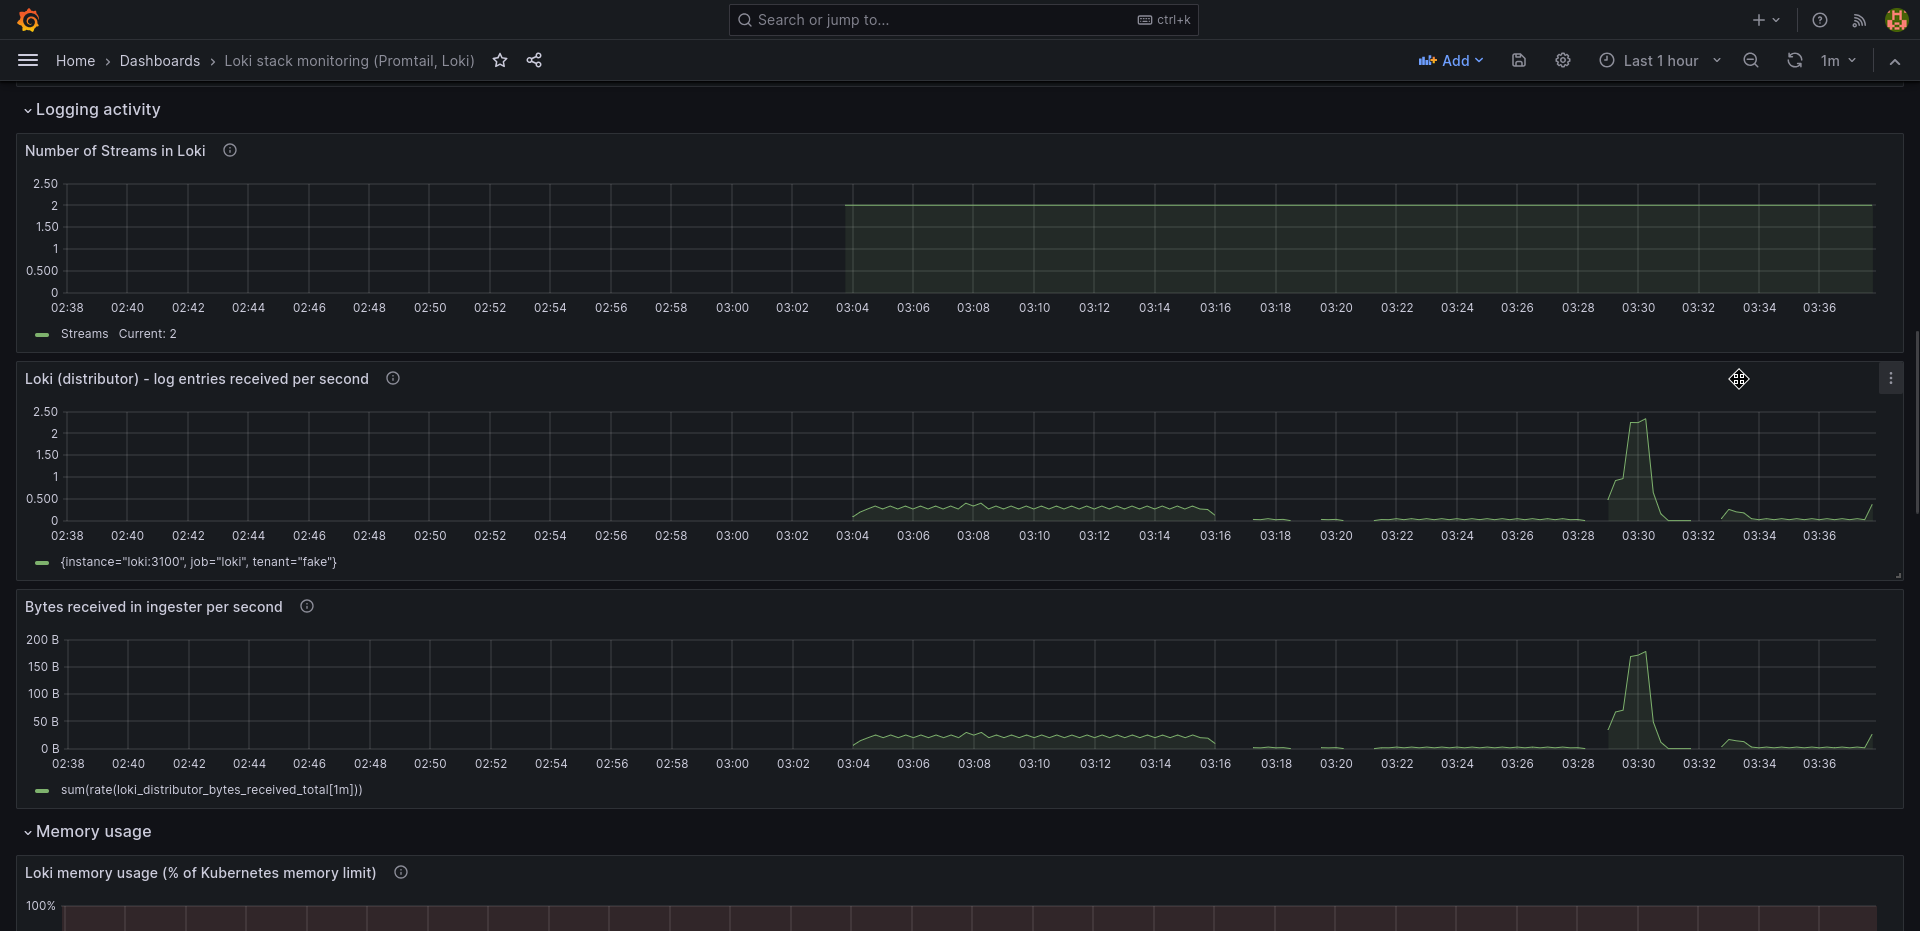 Search or jump to... ctrl+k
Home › Dashboards › Loki stack monitoring (Promtail, Loki) Add Last 1 hour 1m
Logging activity
Number of Streams in Loki
2.50
2
1.50
1
0.500
0
02:38 02:40 02:42 02:44 02:46 02:48 02:50 02:52 02:54 02:56 02:58 03:00 03:02 03:04 03:06 03:08 03:10 03:12 03:14 03:16 03:18 03:20 03:22 03:24 03:26 03:28 03:30 03:32 03:34 03:36
Streams Current: 2
Loki (distributor) - log entries received per second
2.50
2
1.50
1
0.500
0
02:38 02:40 02:42 02:44 02:46 02:48 02:50 02:52 02:54 02:56 02:58 03:00 03:02 03:04 03:06 03:08 03:10 03:12 03:14 03:16 03:18 03:20 03:22 03:24 03:26 03:28 03:30 03:32 03:34 03:36
{instance="loki:3100", job="loki", tenant="fake"}
Bytes received in ingester per second
200 B
150 B
100 B
50 B
0 B
02:38 02:40 02:42 02:44 02:46 02:48 02:50 02:52 02:54 02:56 02:58 03:00 03:02 03:04 03:06 03:08 03:10 03:12 03:14 03:16 03:18 03:20 03:22 03:24 03:26 03:28 03:30 03:32 03:34 03:36
sum(rate(loki_distributor_bytes_received_total[1m]))
Memory usage
Loki memory usage (% of Kubernetes memory limit)
100%